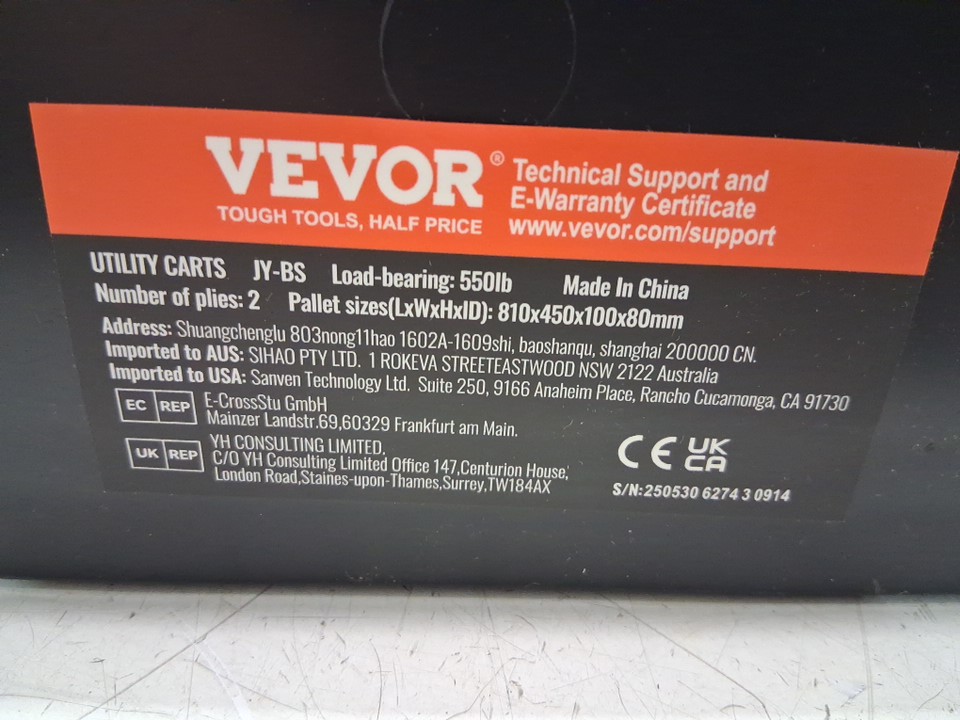 VEVOR®
TOUGH TOOLS, HALF PRICE
Technical Support and
E-Warranty Certificate
www.vevor.com/support
UTILITY CARTS JY-BS Load-bearing: 550lb Made In China
Number of plies: 2 Pallet sizes(LxWxHxID): 810x450x100x80mm
Address: Shuangchenglu 803nong11hao 1602A-1609shi, baoshanqu, shanghai 200000 CN.
Imported to AUS: SIHAO PTY LTD. 1 ROKEVA STREETEASTWOOD NSW 2122 Australia
Imported to USA: Sanven Technology Ltd. Suite 250, 9166 Anaheim Place, Rancho Cucamonga, CA 91730
EC REP
E-CrossStu GmbH
Mainzer Landstr.69,60329 Frankfurt am Main.
UK REP
YH CONSULTING LIMITED.
C/O YH Consulting Limited Office 147,Centurion House,
London Road,Staines-upon-Thames,Surrey,TW184AX
CE UK
CA
S/N:250530 6274 3 0914